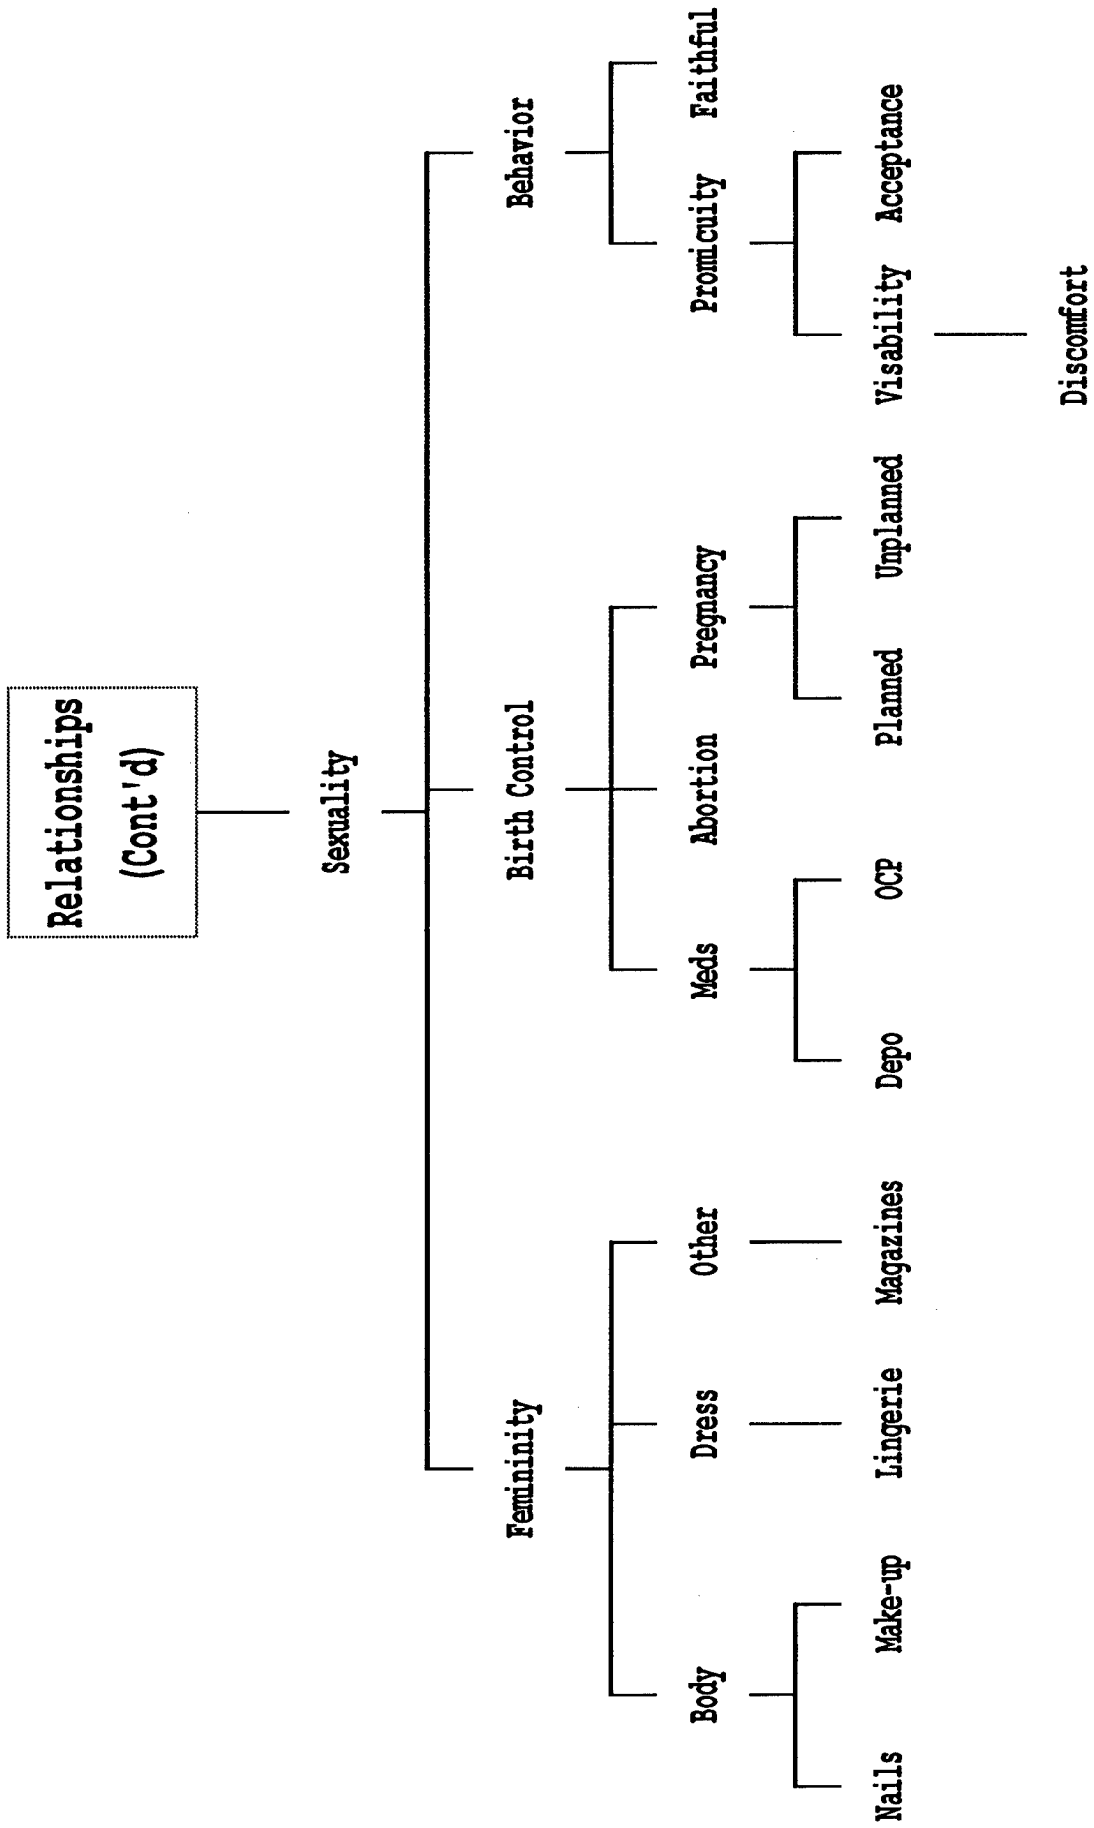 Relationships
(Cont'd)
Sexuality
Femininity
Birth Control
Behavior
Body
Dress
Other
Meds
Abortion
Pregnancy
Promicuity
Faithful
Nails
Make-up
Lingerie
Magazines
Depo
OCP
Planned
Unplanned
Visability
Acceptance
Discomfort